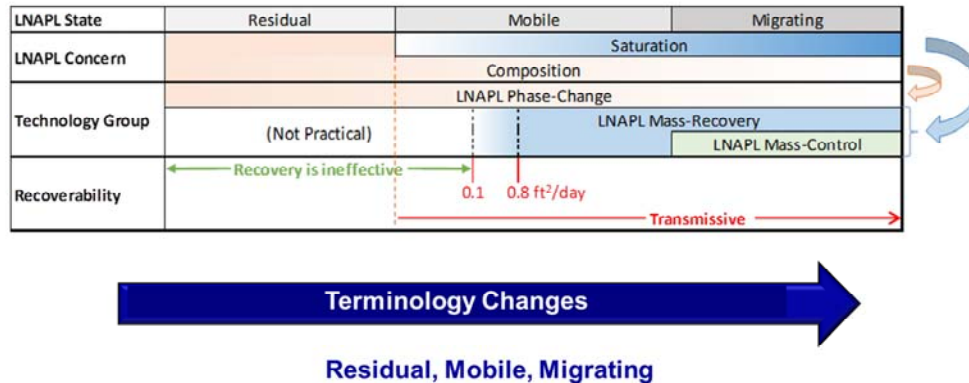 LNAPL State Residual Mobile Migrating
LNAPL Concern Saturation
Composition
Technology Group LNAPL Phase-Change
(Not Practical) LNAPL Mass-Recovery
LNAPL Mass-Control
Recoverability Recovery is ineffective
0.1 0.8 ft²/day
Transmissive
Terminology Changes
Residual, Mobile, Migrating